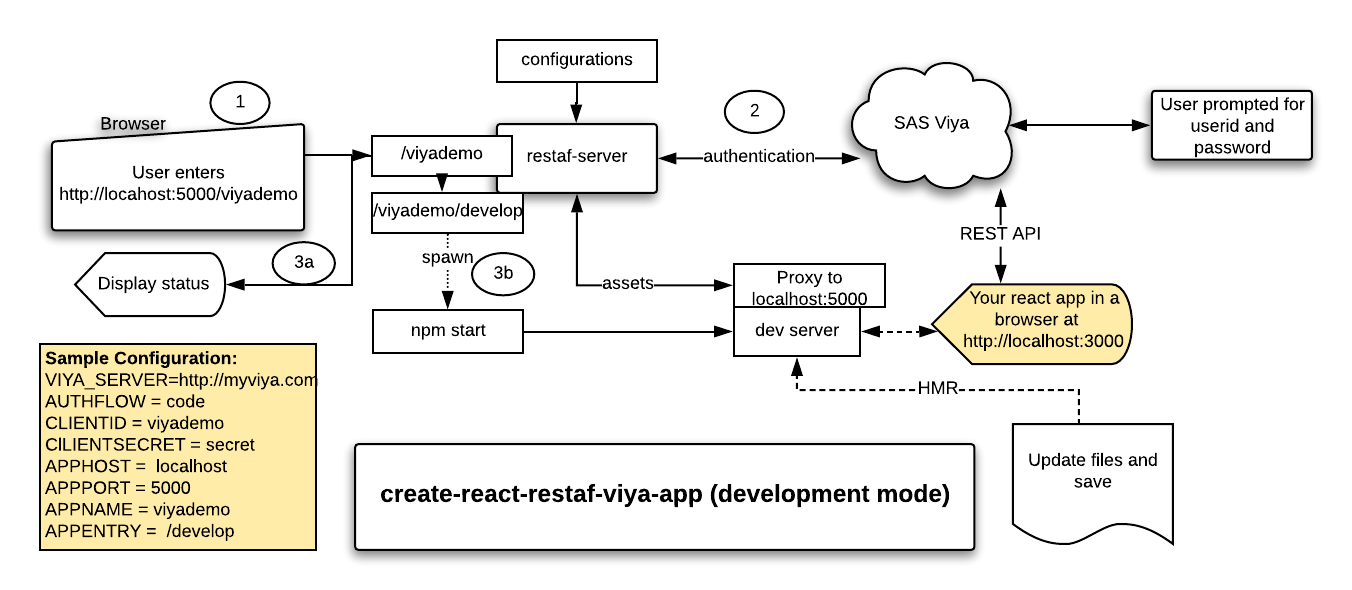 configurations
1
2
Browser
User enters
http://locahost:5000/viyademo
/viyademo
restaf-server
authentication
SAS Viya
User prompted for
userid and
password
/viyademo/develop
spawn
3a
3b
Display status
assets
REST API
Proxy to
localhost:5000
npm start
dev server
Your react app in a
browser at
http://localhost:3000
HMR
Update files and
save
Sample Configuration:
VIYA_SERVER=http://myviya.com
AUTHFLOW = code
CLIENTID = viyademo
CILIENTSECRET = secret
APPHOST =  localhost
APPPORT = 5000
APPNAME = viyademo
APPENTRY =  /develop
create-react-restaf-viya-app (development mode)